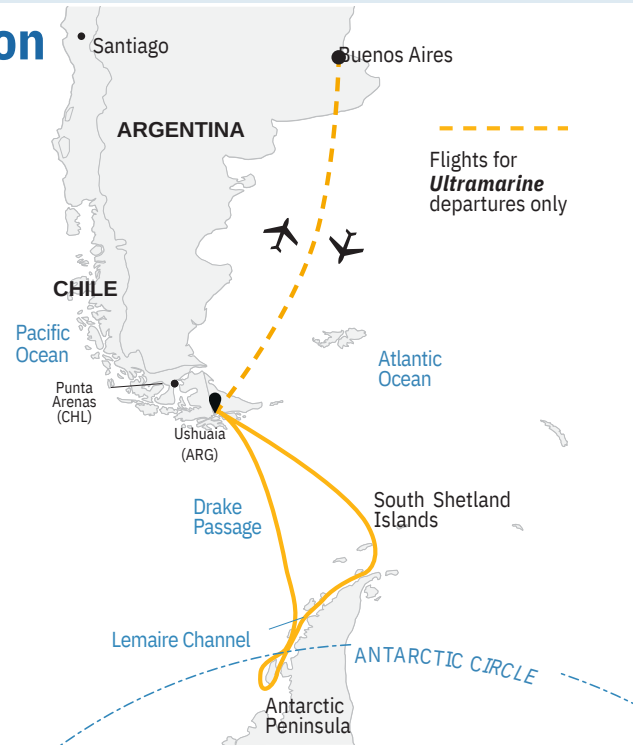 on
Santiago
Buenos Aires
ARGENTINA
Flights for
Ultramarine
departures only
CHILE
Pacific
Ocean
Atlantic
Ocean
Punta
Arenas
(CHL)
Ushuaia
(ARG)
Drake
Passage
South Shetland
Islands
Lemaire Channel
ANTARCTIC CIRCLE
Antarctic
Peninsula